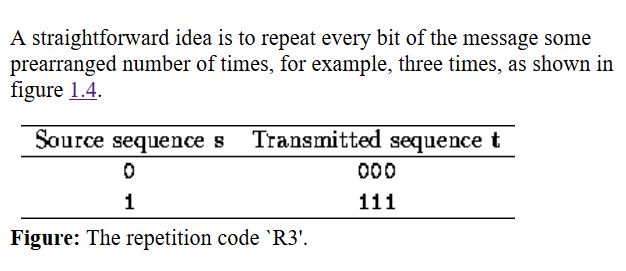 A straightforward idea is to repeat every bit of the message some
prearranged number of times, for example, three times, as shown in
figure 1.4.
Source sequence s Transmitted sequence t
0 000
1 111
Figure: The repetition code `R3'.